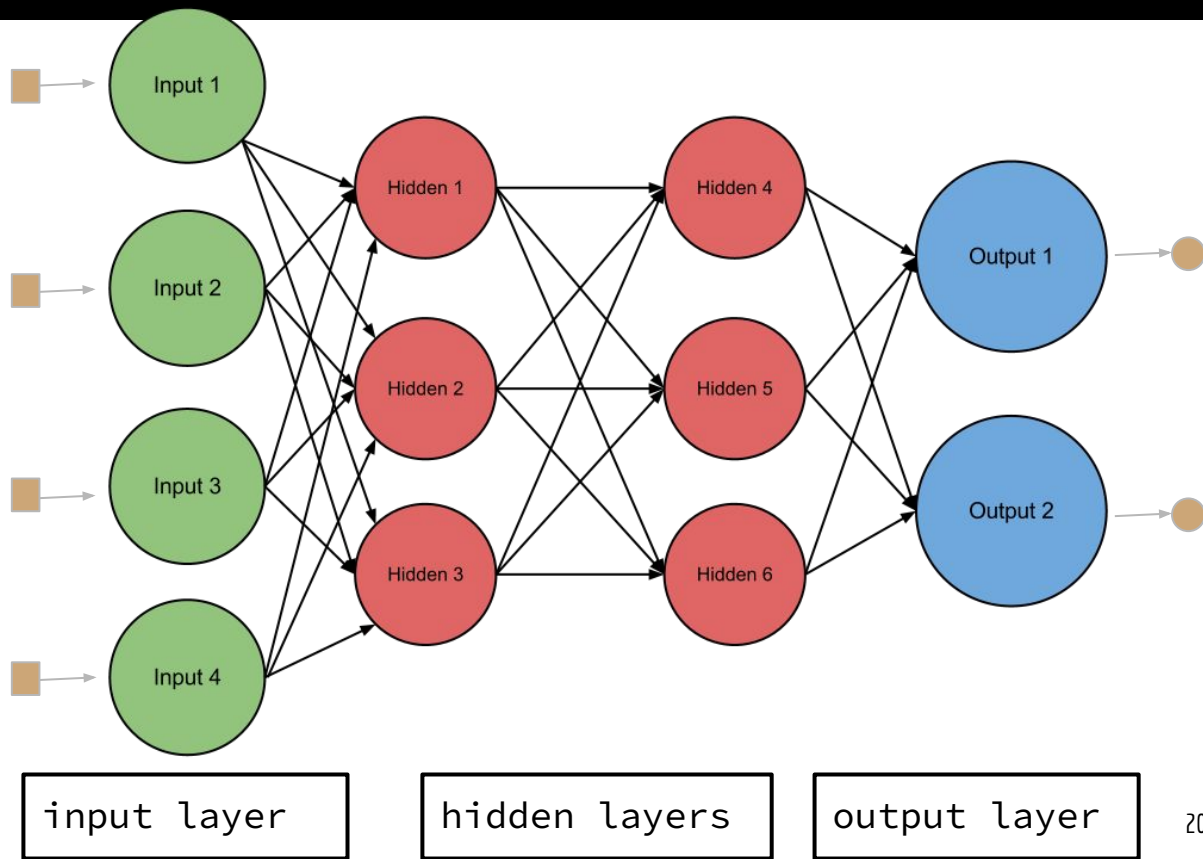 Input 1
Input 2
Input 3
Input 4
Hidden 1
Hidden 2
Hidden 3
Hidden 4
Hidden 5
Hidden 6
Output 1
Output 2
input layer
hidden layers
output layer
20